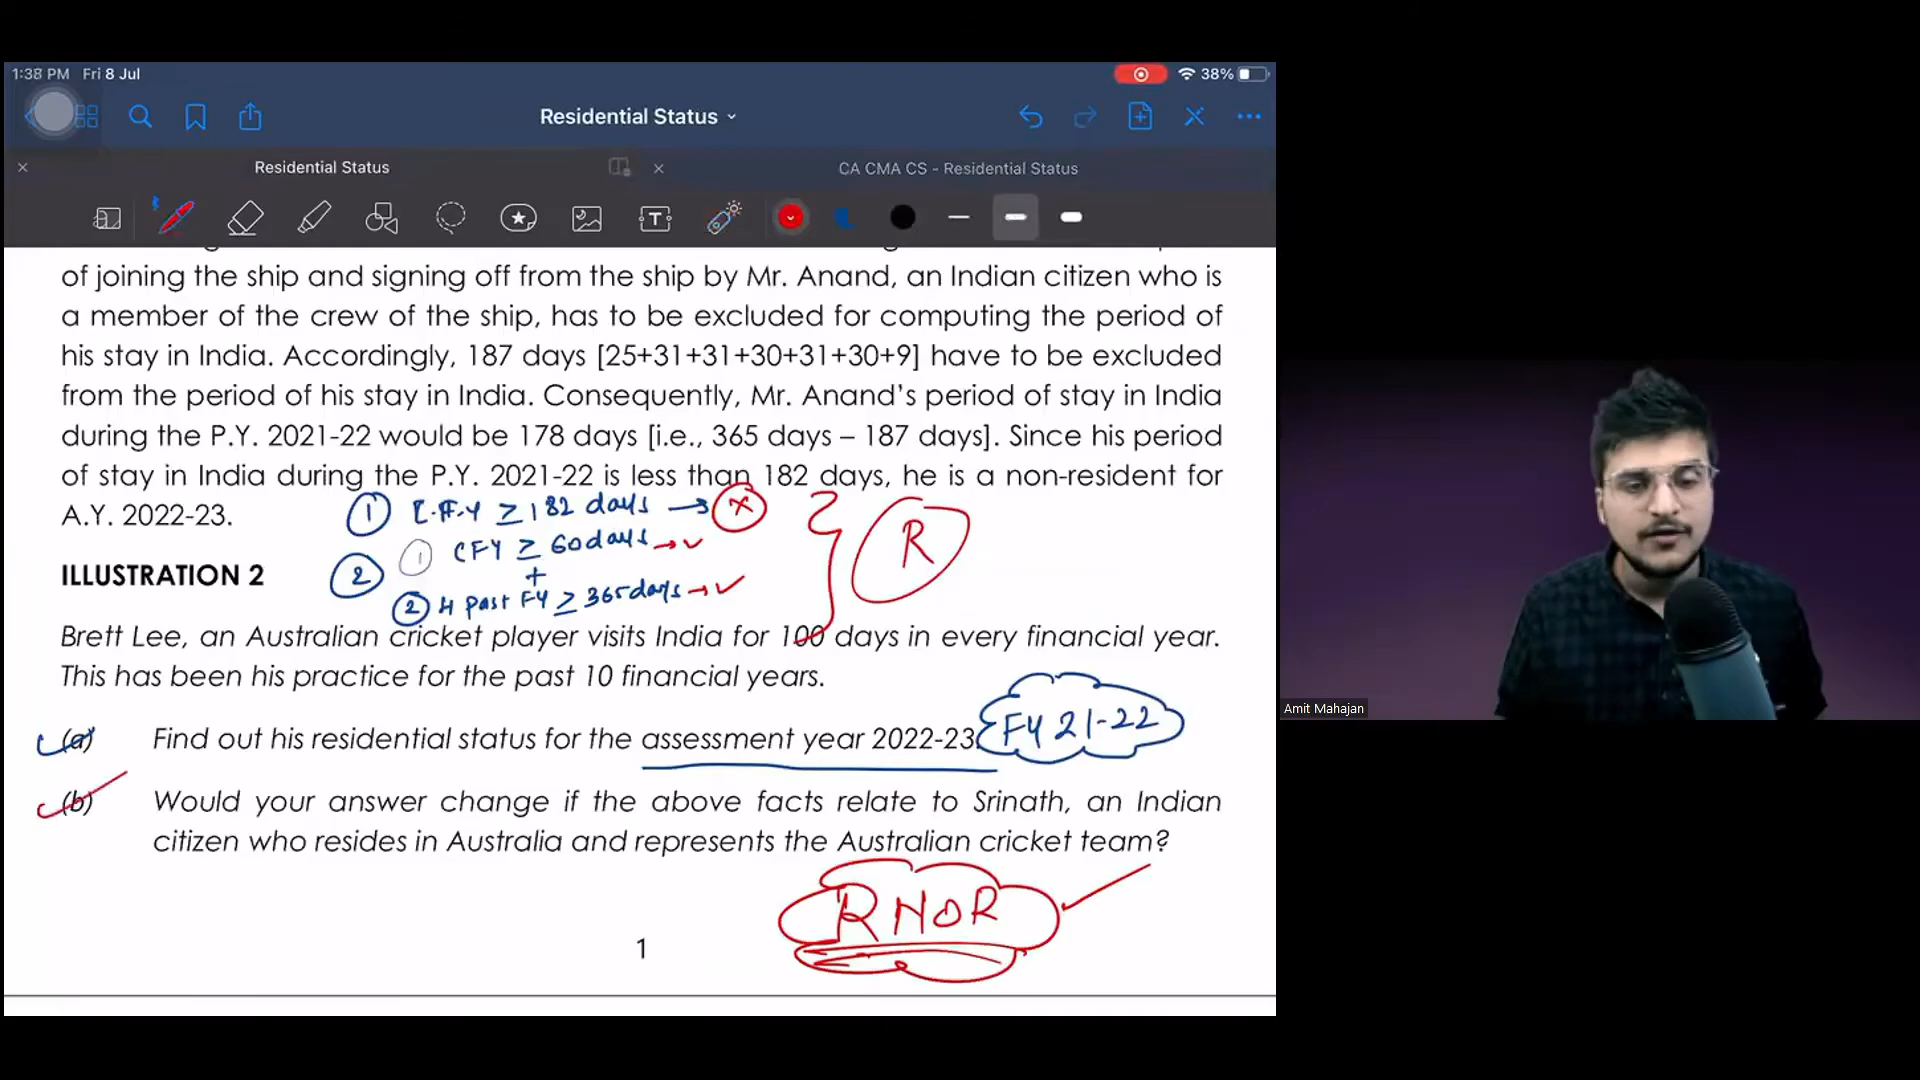 1:38 PM Fri 8 Jul
38%
Residential Status
Residential Status
CA CMA CS - Residential Status
T
of joining the ship and signing off from the ship by Mr. Anand, an Indian citizen who is
a member of the crew of the ship, has to be excluded for computing the period of
his stay in India. Accordingly, 187 days [25+31+31+30+31+30+9] have to be excluded
from the period of his stay in India. Consequently, Mr. Anand’s period of stay in India
during the P.Y. 2021-22 would be 178 days [i.e., 365 days – 187 days]. Since his period
of stay in India during the P.Y. 2021-22 is less than 182 days, he is a non-resident for
A.Y. 2022-23.
1 ≥ 182 days → x
1 CFY ≥ 60 days → ✓
R
2
+
2 4 past FY ≥ 365 days → ✓
ILLUSTRATION 2
Brett Lee, an Australian cricket player visits India for 100 days in every financial year.
This has been his practice for the past 10 financial years.
(a) Find out his residential status for the assessment year 2022-23.
FY 21-22
(b) Would your answer change if the above facts relate to Srinath, an Indian
citizen who resides in Australia and represents the Australian cricket team?
RNOR
1
Amit Mahajan